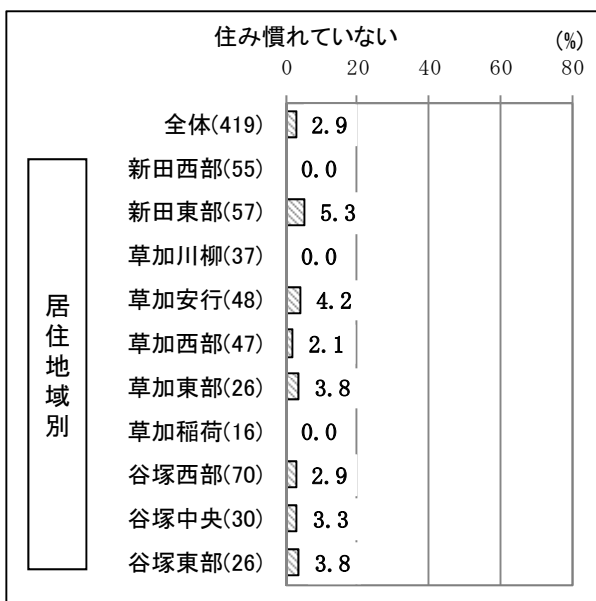 住み慣れていない
(%)
0 20 40 60 80
全体(419) 2.9
居住地域別
新田西部(55) 0.0
新田東部(57) 5.3
草加川柳(37) 0.0
草加安行(48) 4.2
草加西部(47) 2.1
草加東部(26) 3.8
草加稲荷(16) 0.0
谷塚西部(70) 2.9
谷塚中央(30) 3.3
谷塚東部(26) 3.8